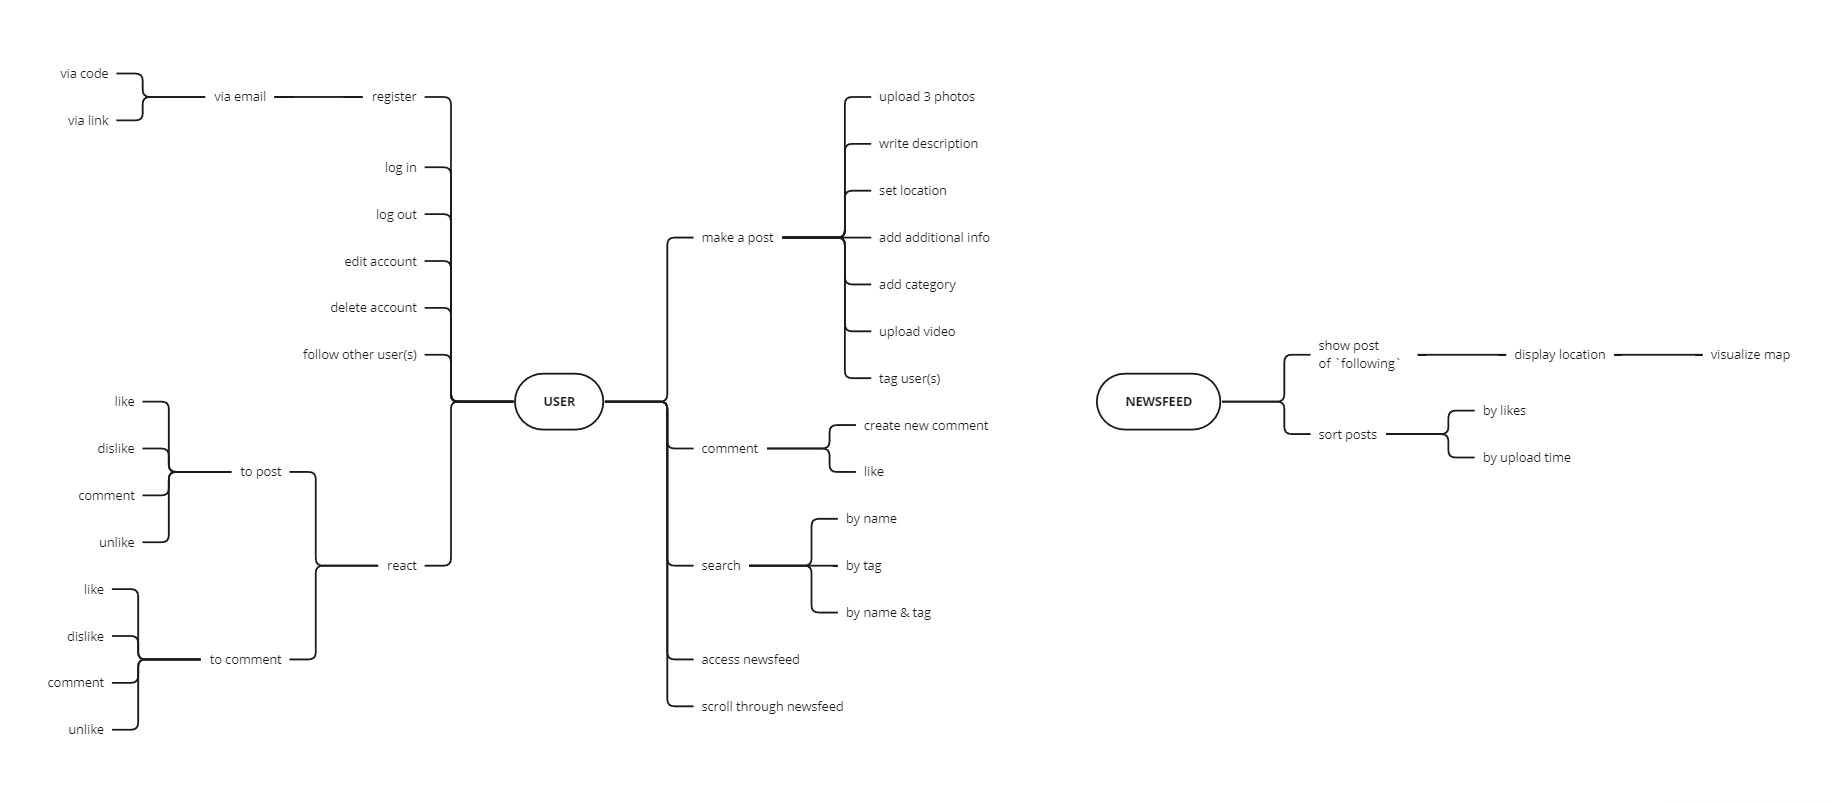 via code
via link
via email
register
log in
log out
edit account
delete account
follow other user(s)
like
dislike
comment
unlike
to post
like
dislike
comment
unlike
to comment
react
USER
make a post
upload 3 photos
write description
set location
add additional info
add category
upload video
tag user(s)
comment
create new comment
like
search
by name
by tag
by name & tag
access newsfeed
scroll through newsfeed
NEWSFEED
show post
of `following`
display location
visualize map
sort posts
by likes
by upload time